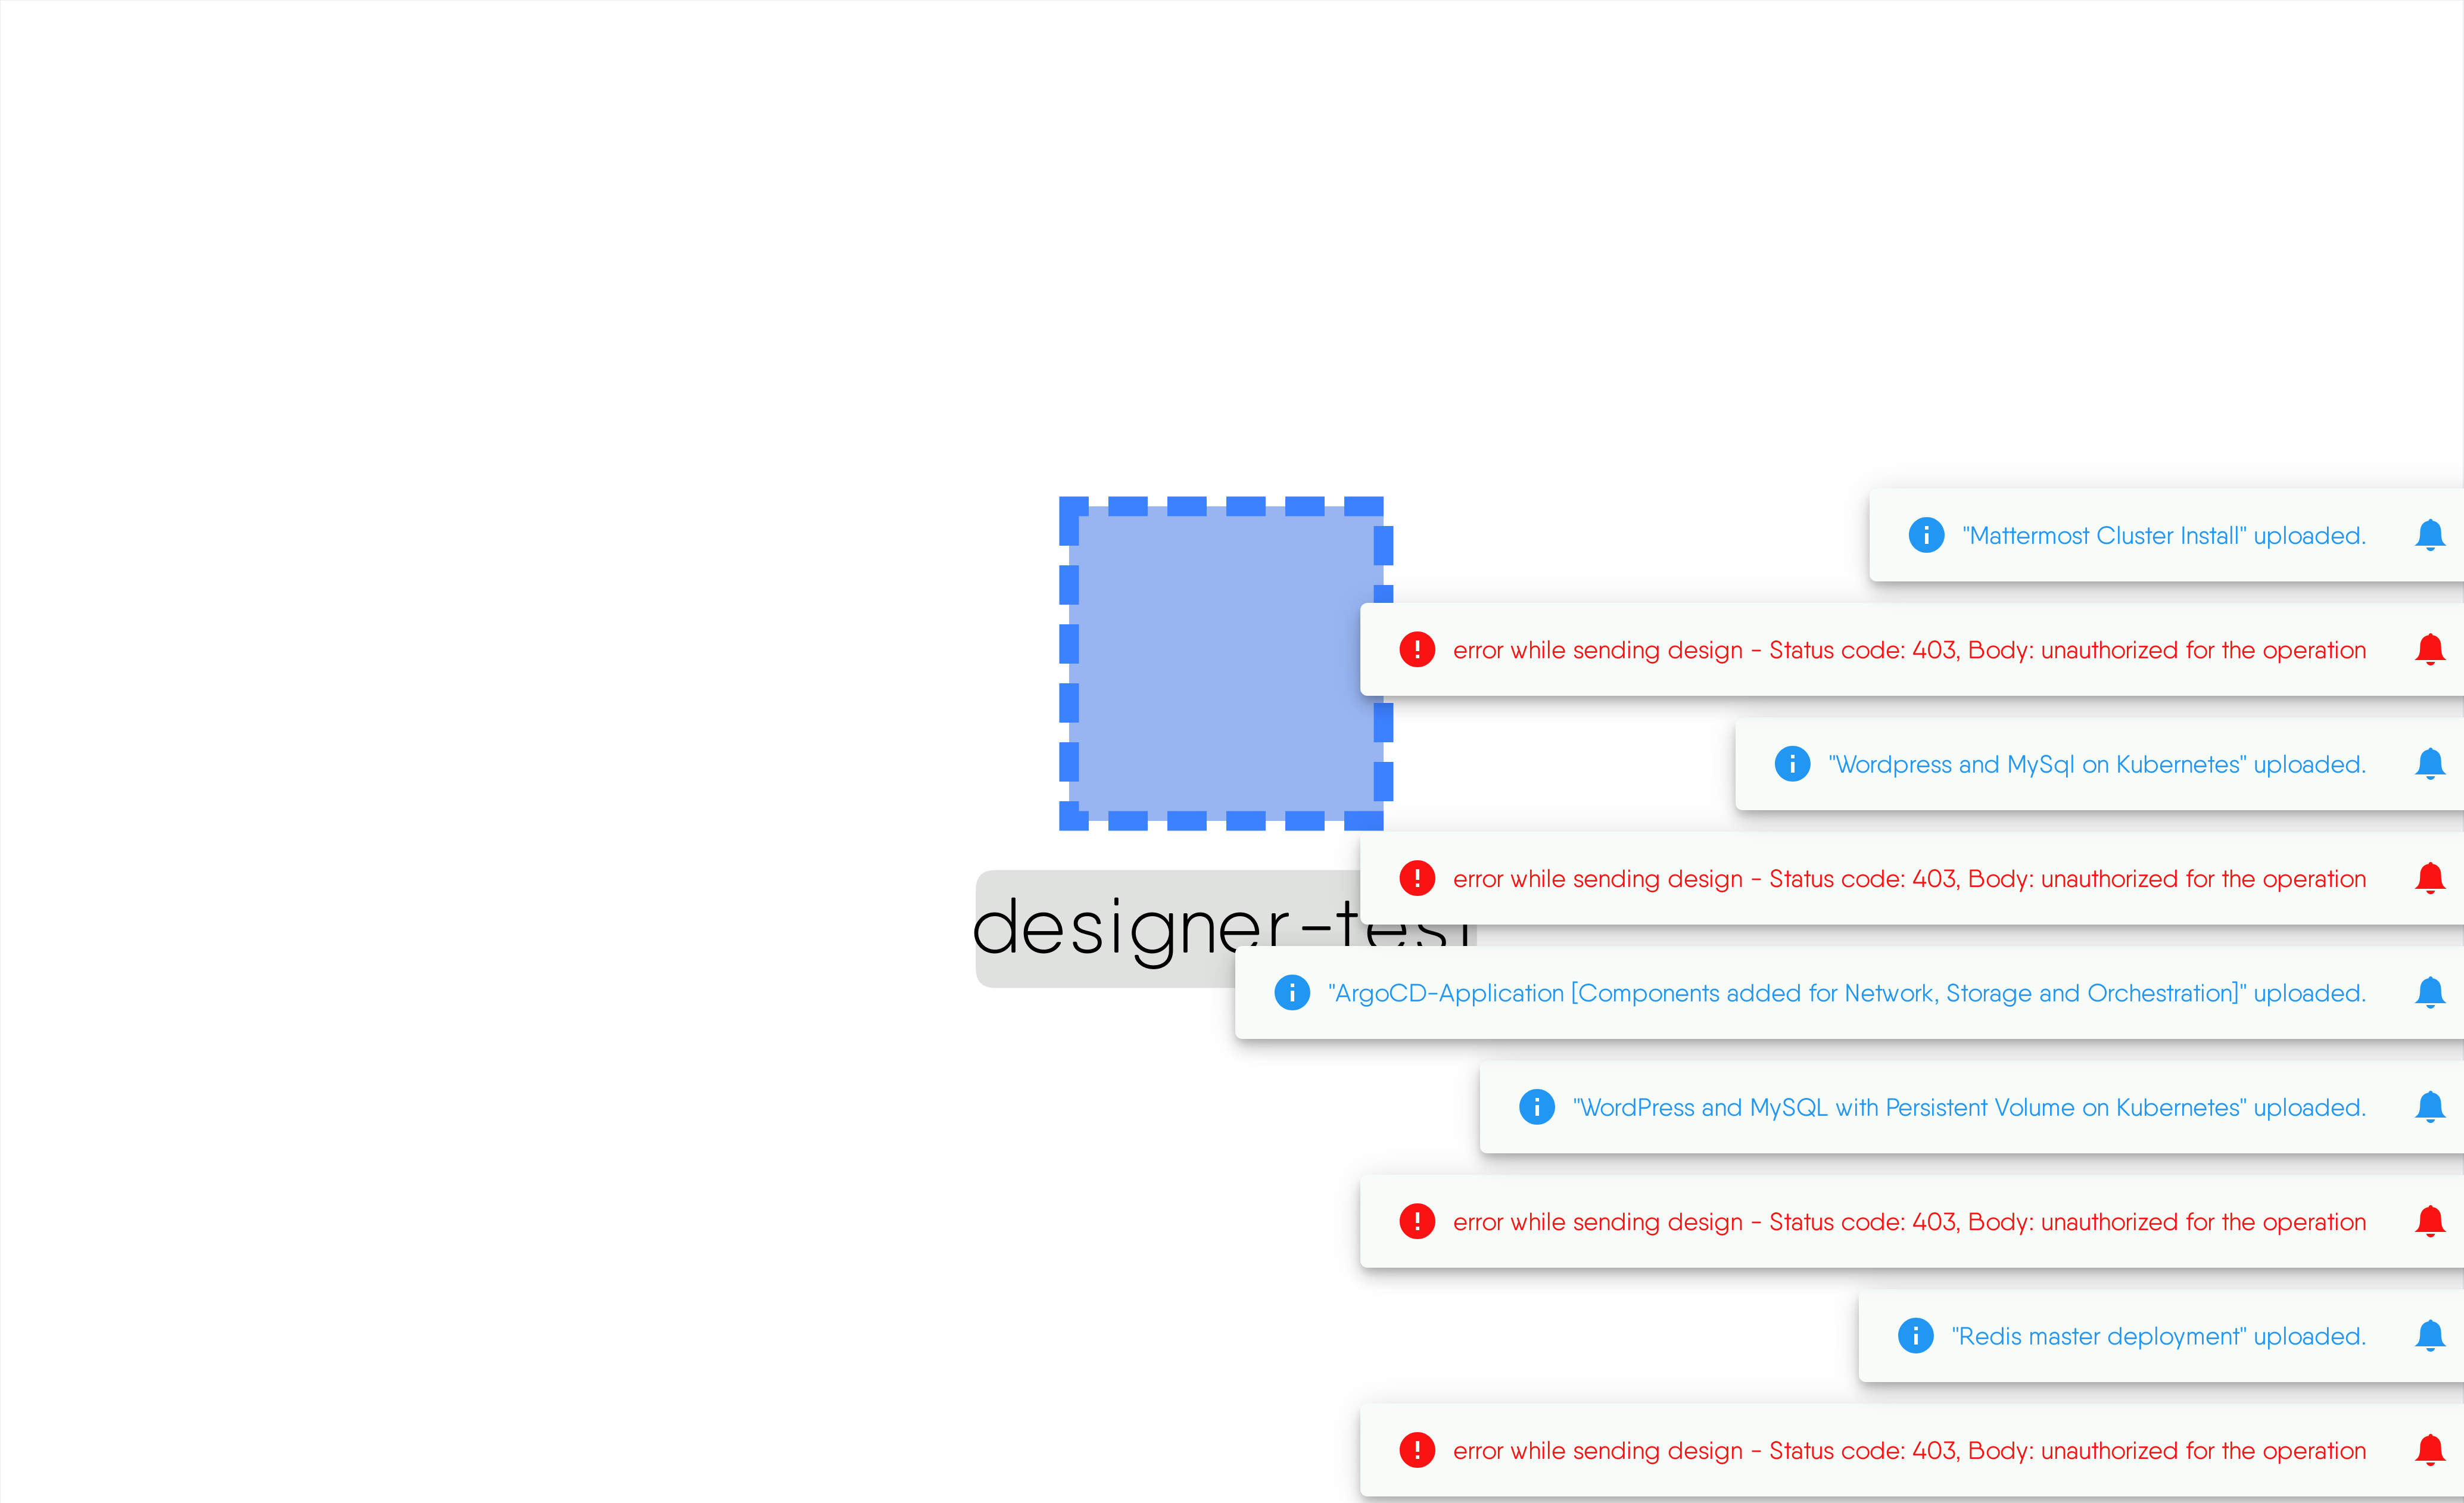 "Mattermost Cluster Install" uploaded.
error while sending design - Status code: 403, Body: unauthorized for the operation
"Wordpress and MySql on Kubernetes" uploaded.
error while sending design - Status code: 403, Body: unauthorized for the operation
designer-test
"ArgoCD-Application [Components added for Network, Storage and Orchestration]" uploaded.
"WordPress and MySQL with Persistent Volume on Kubernetes" uploaded.
error while sending design - Status code: 403, Body: unauthorized for the operation
"Redis master deployment" uploaded.
error while sending design - Status code: 403, Body: unauthorized for the operation